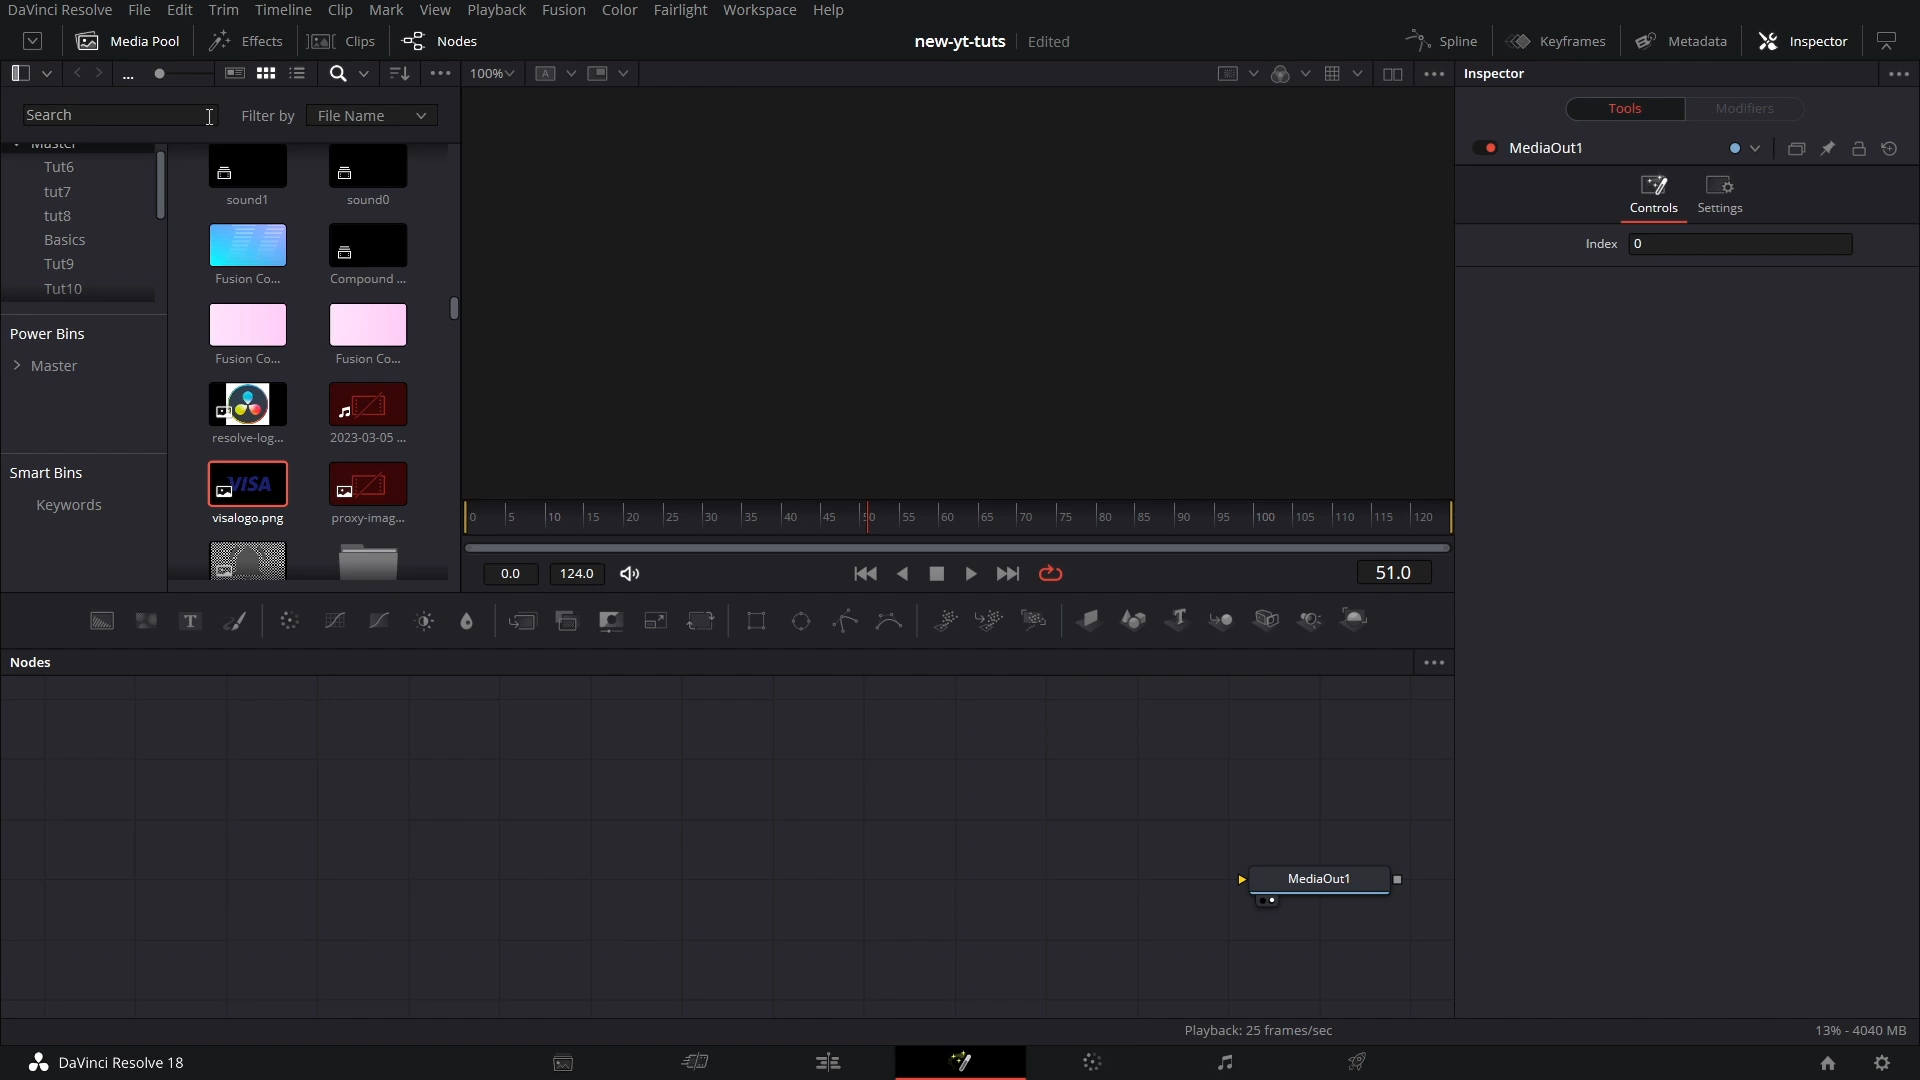 DaVinci Resolve File Edit Trim Timeline Clip Mark View Playback Fusion Color Fairlight Workspace Help
Media Pool Effects Clips Nodes new-yt-tuts Edited Spline Keyframes Metadata Inspector
... 100% A Inspector
Search Filter by File Name
Tools Modifiers
Master
MediaOut1
Tut6
tut7
tut8
Basics
Tut9
Tut10
sound1 sound0
Controls Settings
Index 0
Fusion Co... Compound ...
Power Bins
Master
Fusion Co... Fusion Co...
resolve-log... 2023-03-05 ...
Smart Bins
Keywords
VISA
visalogo.png proxy-imag...
0 5 10 15 20 25 30 35 40 45 50 55 60 65 70 75 80 85 90 95 100 105 110 115 120
0.0 124.0 51.0
T T
Nodes
MediaOut1
Playback: 25 frames/sec 13% - 4040 MB
DaVinci Resolve 18